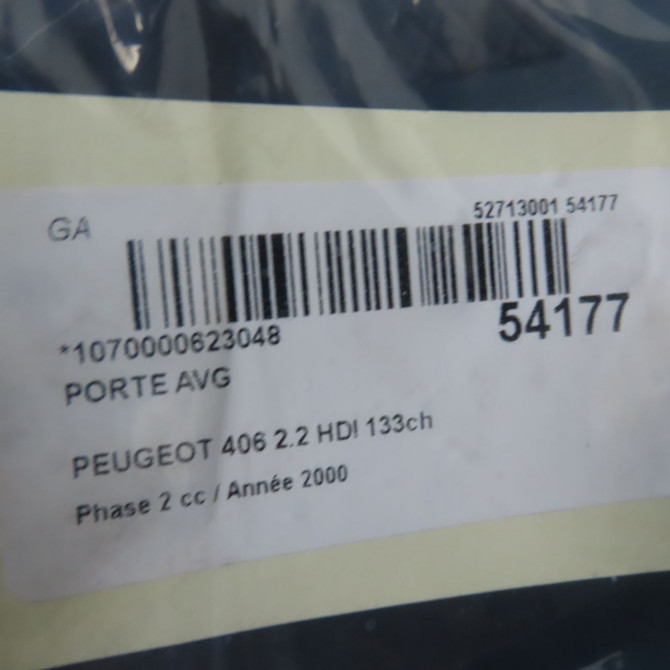 GA
52713001 54177
*1070000623048
54177
PORTE AVG
PEUGEOT 406 2.2 HDI 133ch
Phase 2 cc / Année 2000